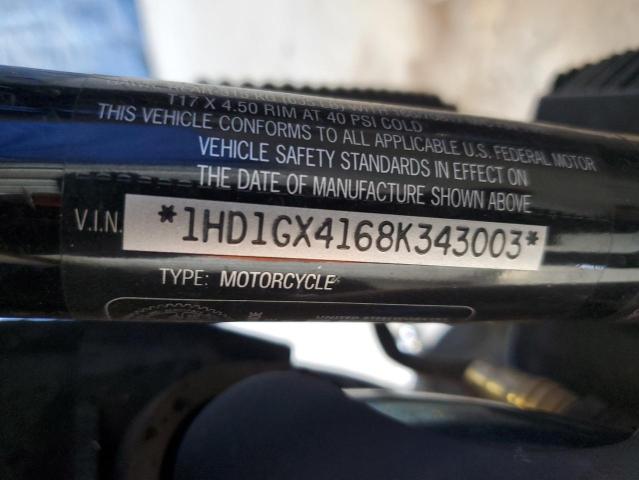 T17 X 4.50 RIM AT 40 PSI COLD
THIS VEHICLE CONFORMS TO ALL APPLICABLE U.S. FEDERAL MOTOR
VEHICLE SAFETY STANDARDS IN EFFECT ON
THE DATE OF MANUFACTURE SHOWN ABOVE
V.I.N. *1HD1GX4168K343003*
TYPE: MOTORCYCLE